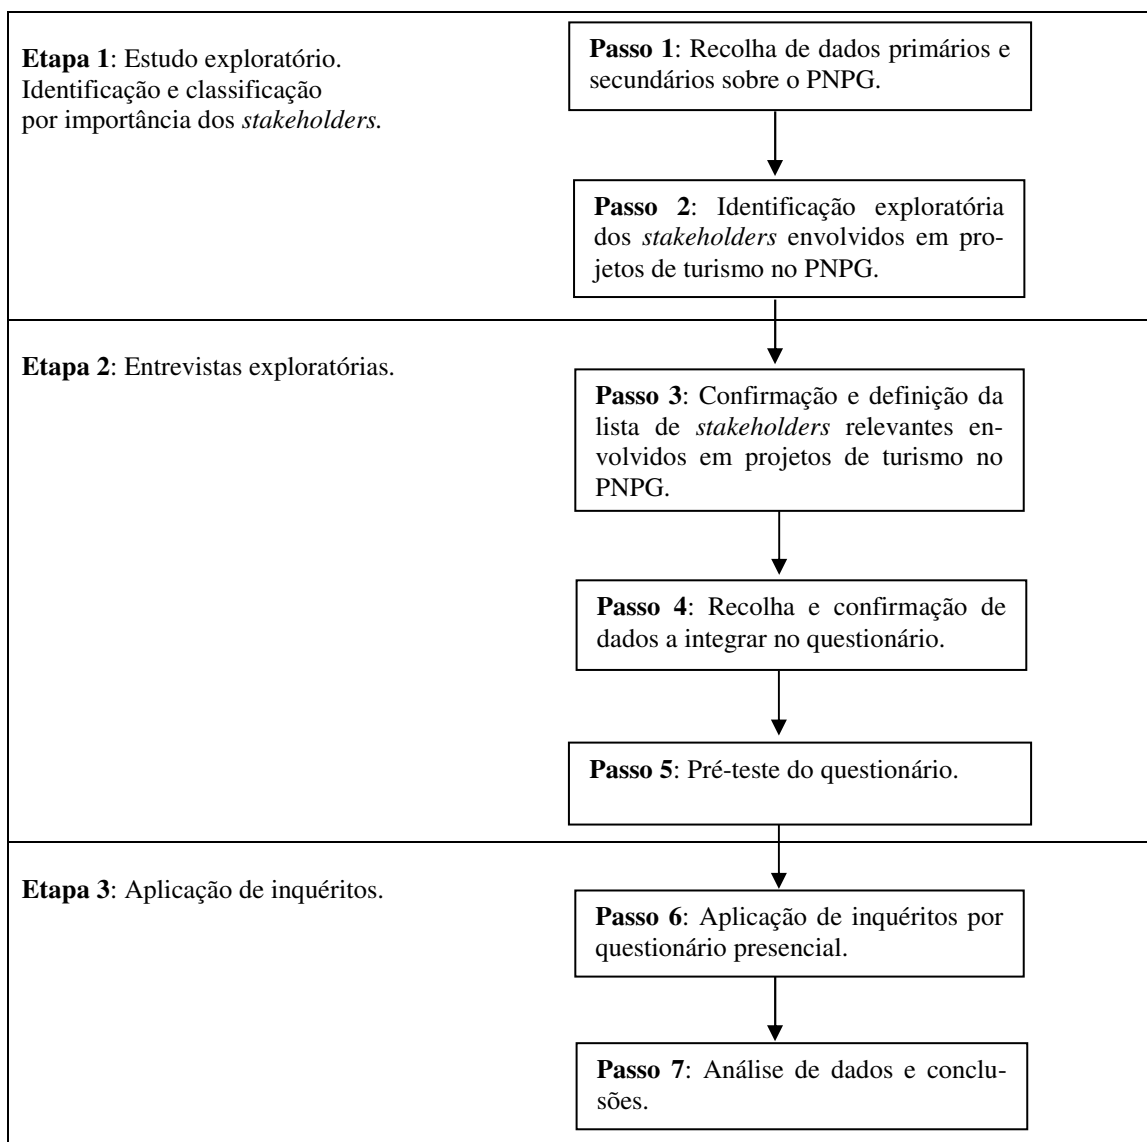 Etapa 1: Estudo exploratório.
Identificação e classificação
por importância dos stakeholders.
Passo 1: Recolha de dados primários e
secundários sobre o PNPG.
Passo 2: Identificação exploratória
dos stakeholders envolvidos em pro-
jetos de turismo no PNPG.
Etapa 2: Entrevistas exploratórias.
Passo 3: Confirmação e definição da
lista de stakeholders relevantes en-
volvidos em projetos de turismo no
PNPG.
Passo 4: Recolha e confirmação de
dados a integrar no questionário.
Passo 5: Pré-teste do questionário.
Etapa 3: Aplicação de inquéritos.
Passo 6: Aplicação de inquéritos por
questionário presencial.
Passo 7: Análise de dados e conclu-
sões.